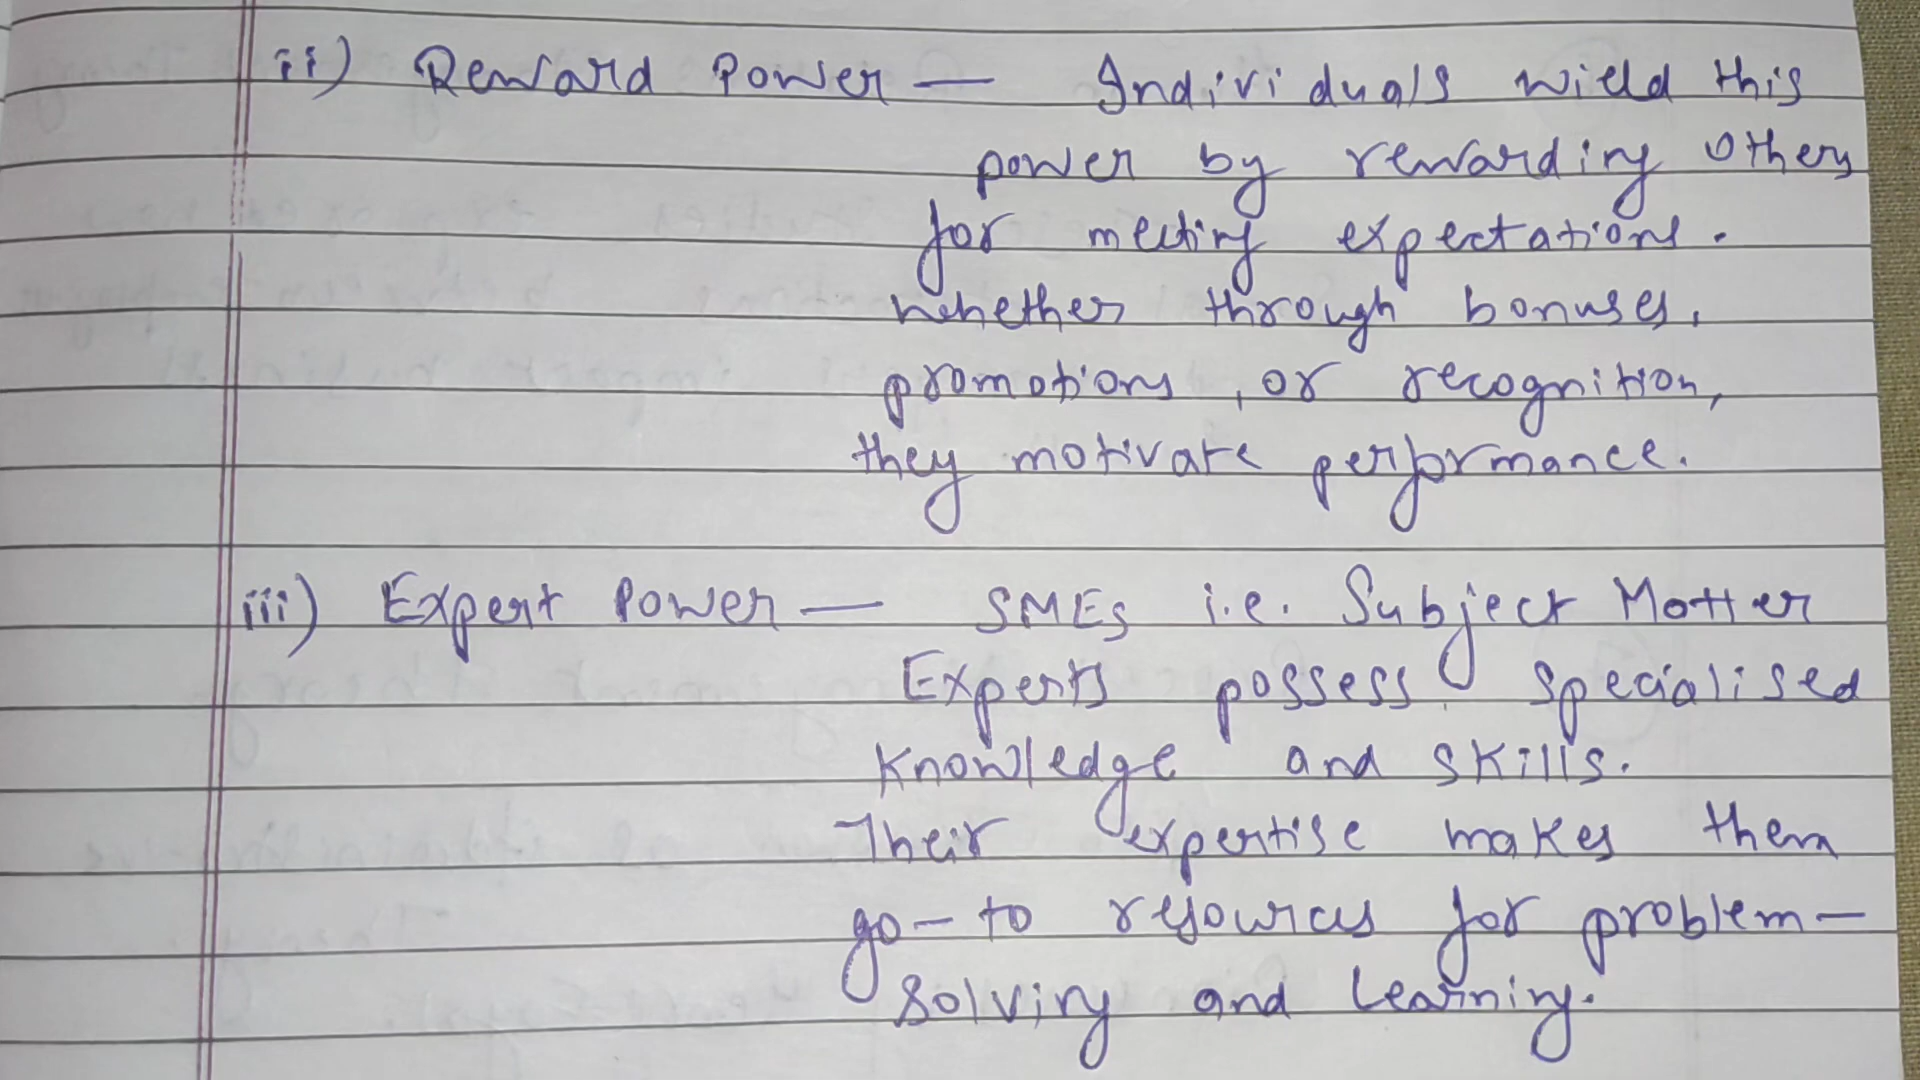 ii) Reward Power — Individuals wield this
power by rewarding others
for meeting expectations.
Whether through bonuses,
promotions, or recognition,
they motivate performance.
iii) Expert Power — SMEs i.e. Subject Matter
Experts possess specialised
knowledge and skills.
Their expertise makes them
go-to resources for problem-
solving and learning.